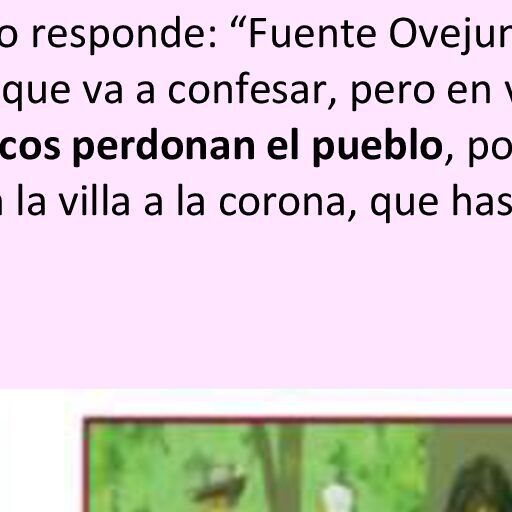 o responde: “Fuente Ovejun
que va a confesar, pero en v
cos perdonan el pueblo, po
la villa a la corona, que has